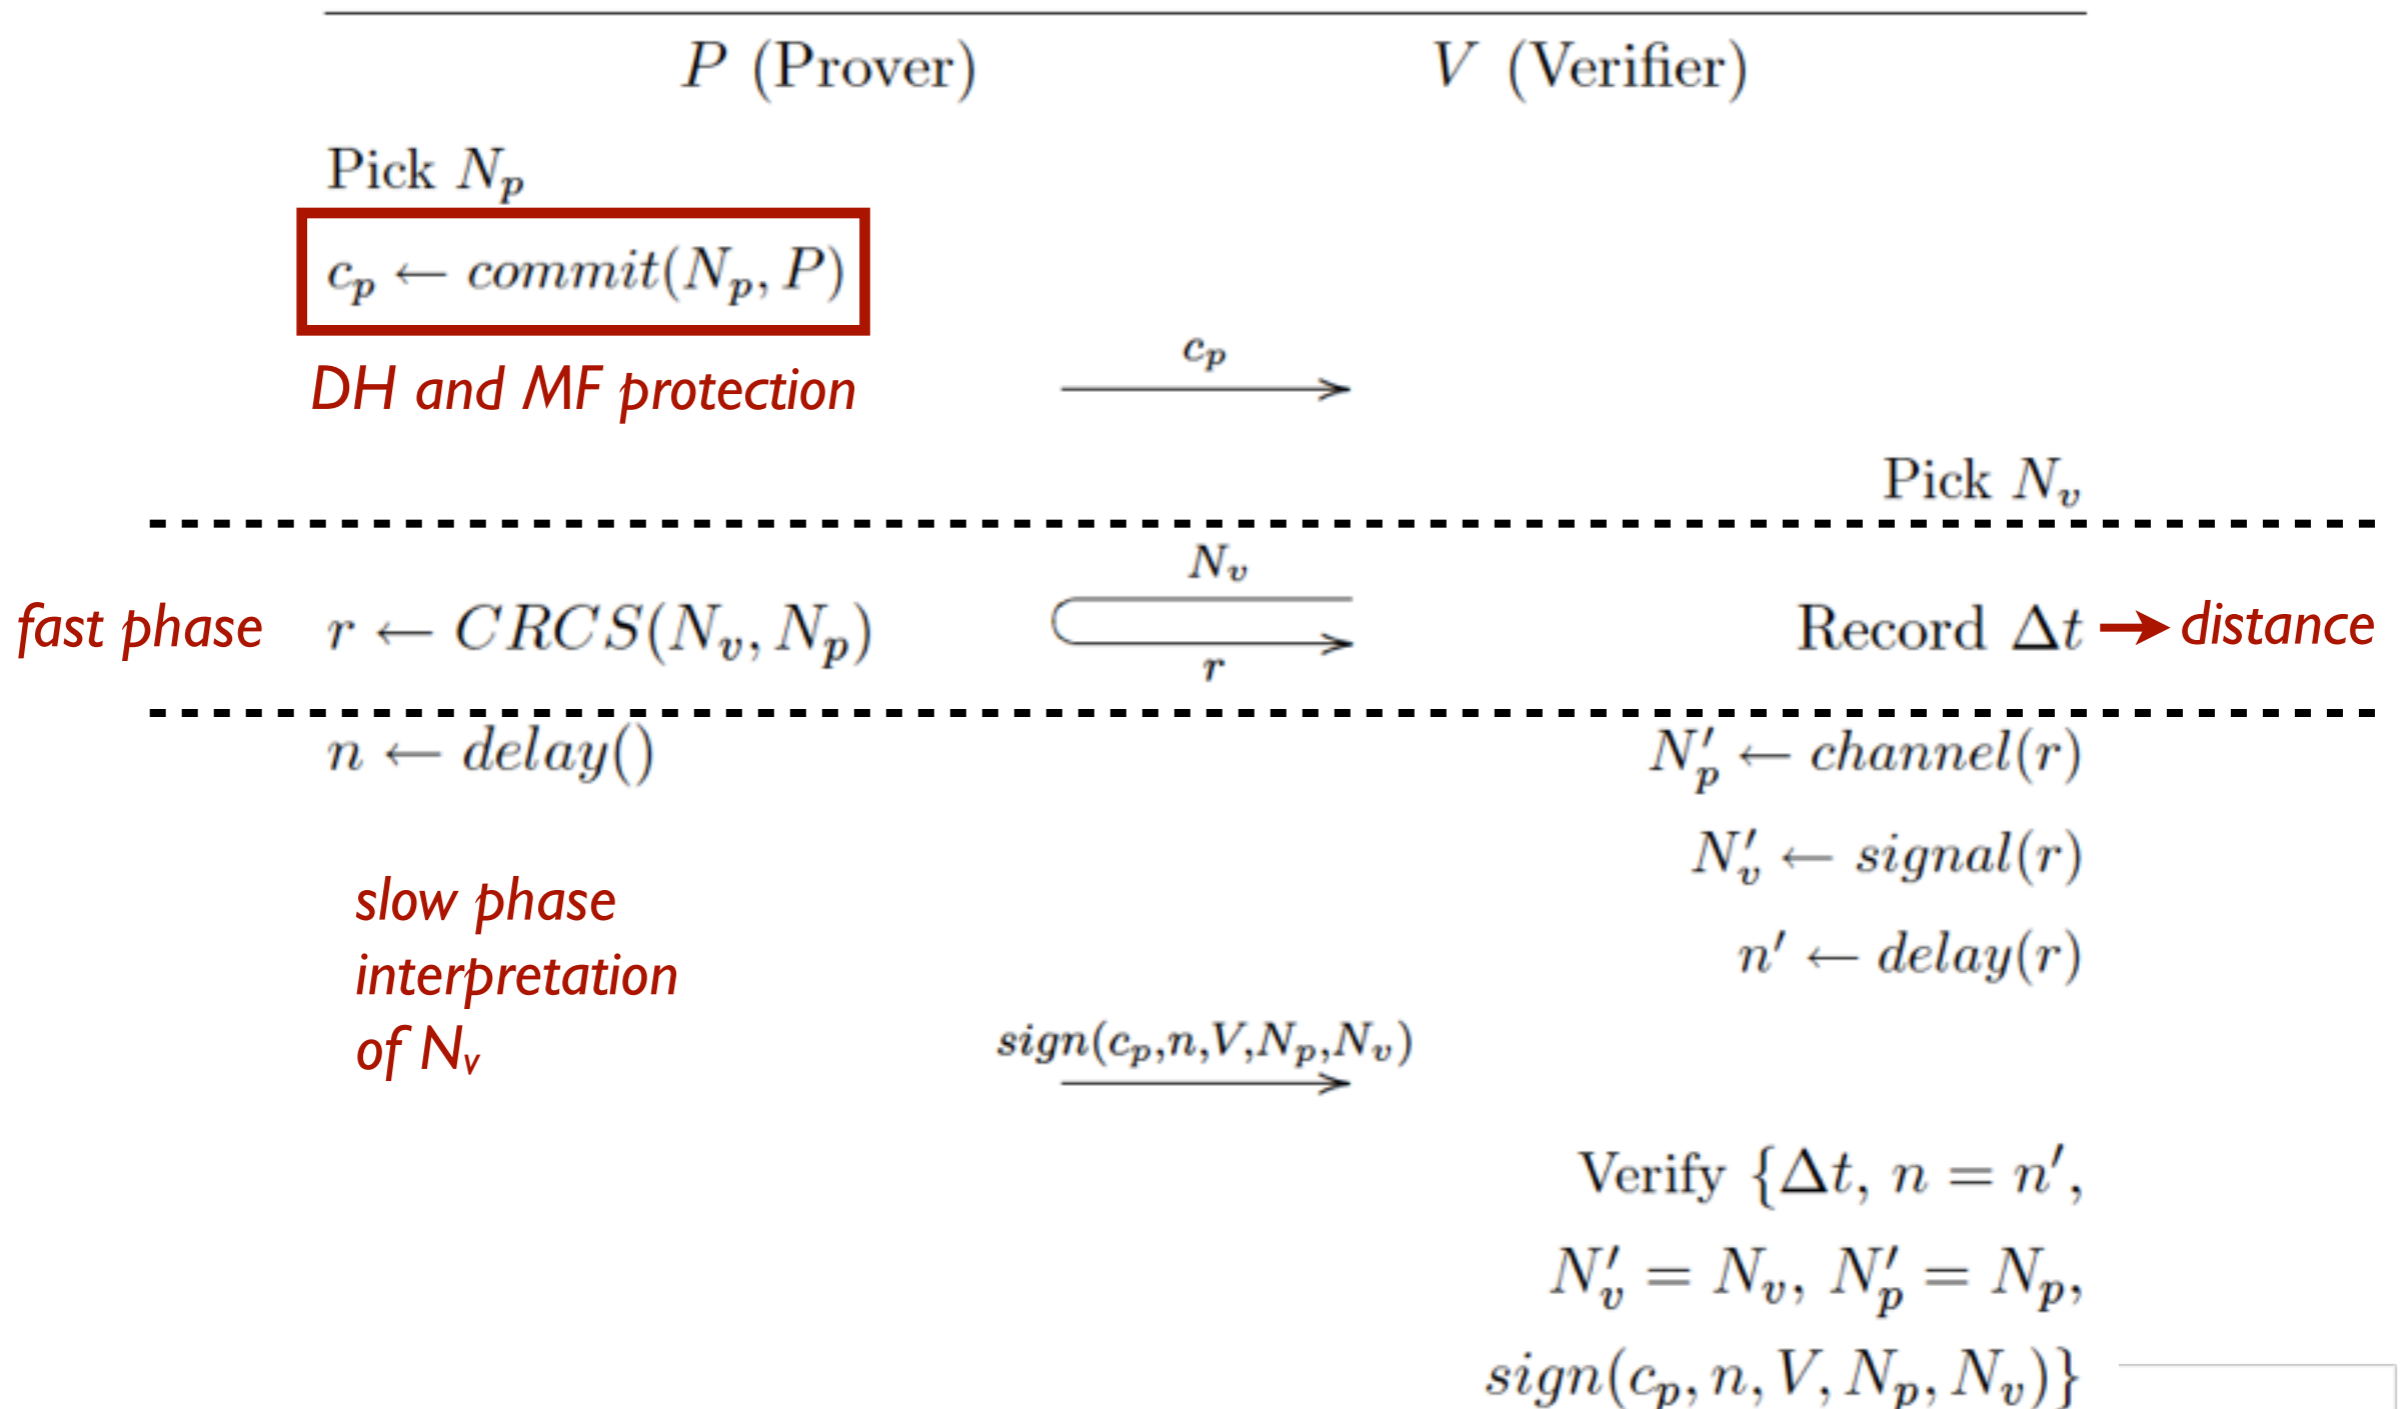 P (Prover) V (Verifier)
Pick N_p
c_p ← commit(N_p, P)
DH and MF protection
c_p
Pick N_v
N_v
fast phase r ← CRCS(N_v, N_p) Record Δt → distance
r
n ← delay() N′_p ← channel(r)
N′_v ← signal(r)
slow phase
n′ ← delay(r)
interpretation
of N_v
sign(c_p,n,V,N_p,N_v)
Verify {Δt, n = n′,
N′_v = N_v, N′_p = N_p,
sign(c_p, n, V, N_p, N_v)}